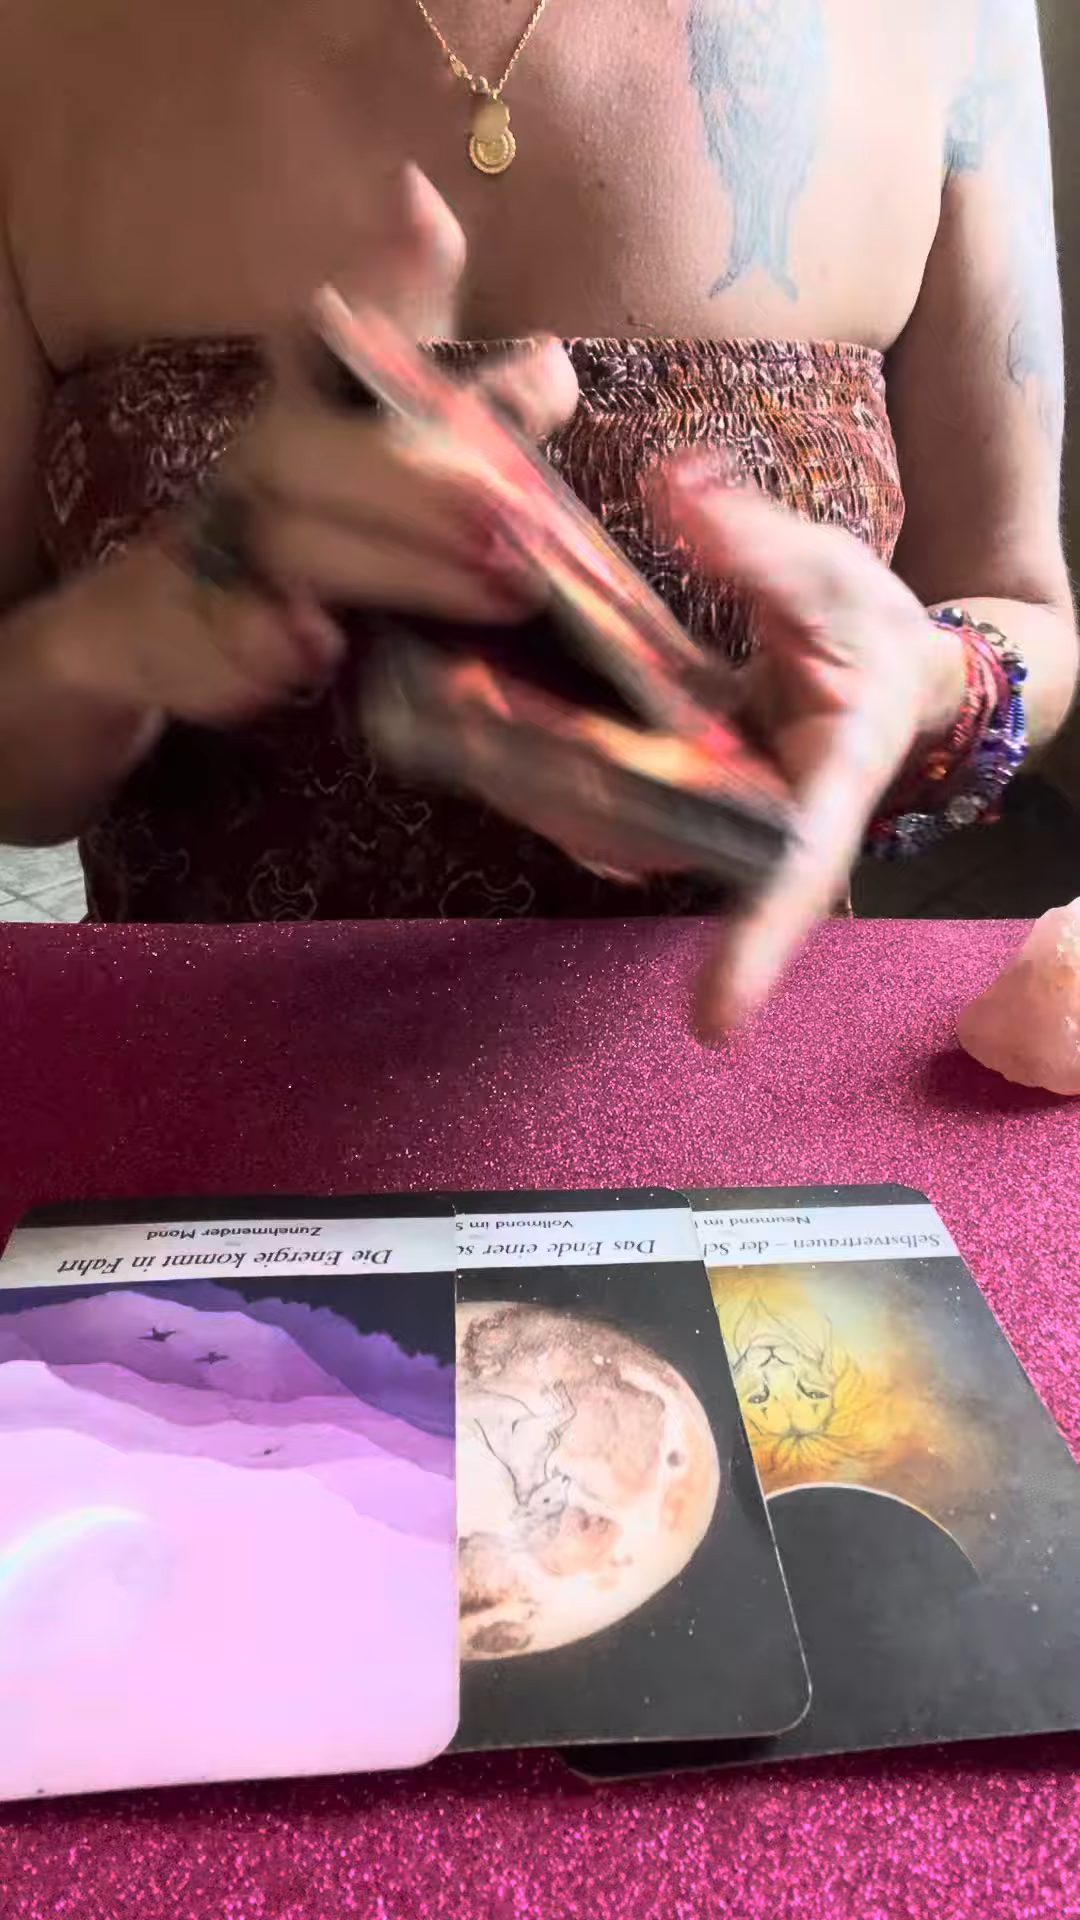 Die Energie kommt in Fahrt
Zunehmender Mond
Das Ende einer
Vollmond im
Selbstvertrauen – der
Neumond im